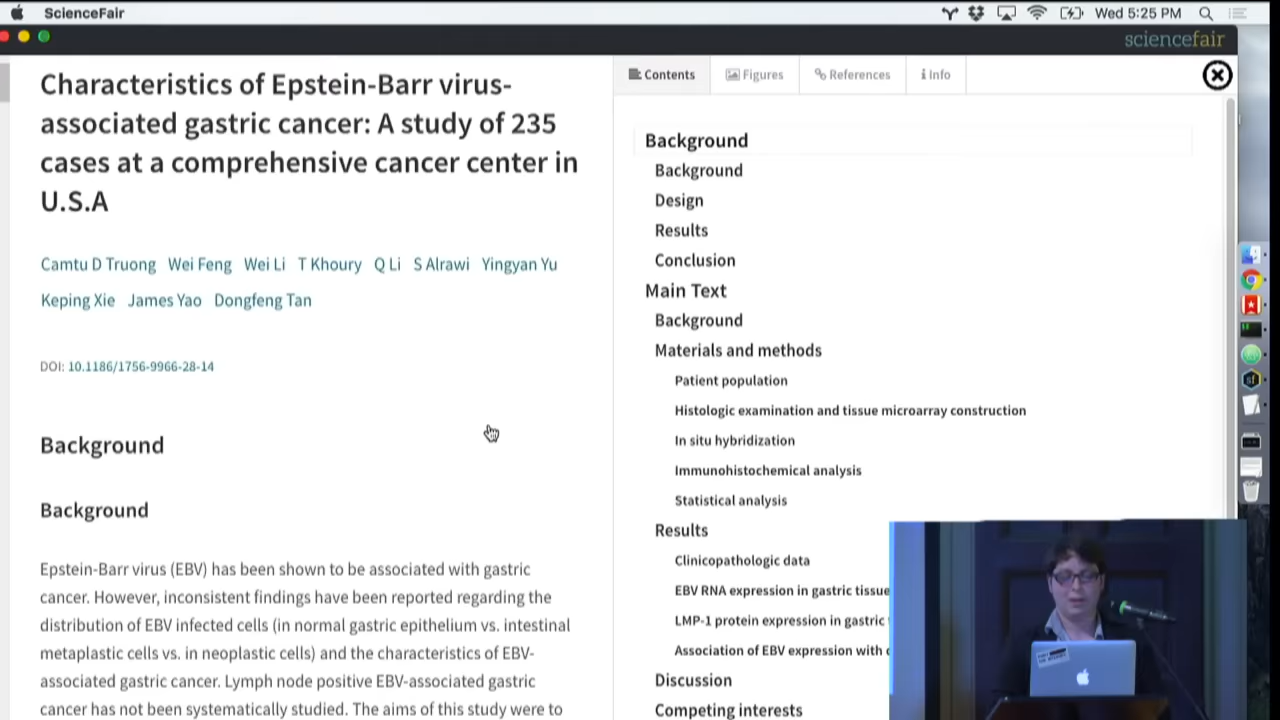 ScienceFair
Wed 5:25 PM
sciencefair
Characteristics of Epstein-Barr virus-
associated gastric cancer: A study of 235
cases at a comprehensive cancer center in
U.S.A
Camtu D Truong Wei Feng Wei Li T Khoury Q Li S Alrawi Yingyan Yu
Keping Xie James Yao Dongfeng Tan
DOI: 10.1186/1756-9966-28-14
Background
Background
Epstein-Barr virus (EBV) has been shown to be associated with gastric
cancer. However, inconsistent findings have been reported regarding the
distribution of EBV infected cells (in normal gastric epithelium vs. intestinal
metaplastic cells vs. in neoplastic cells) and the characteristics of EBV-
associated gastric cancer. Lymph node positive EBV-associated gastric
cancer has not been systematically studied. The aims of this study were to
Contents Figures References Info
Background
Background
Design
Results
Conclusion
Main Text
Background
Materials and methods
Patient population
Histologic examination and tissue microarray construction
In situ hybridization
Immunohistochemical analysis
Statistical analysis
Results
Clinicopathologic data
EBV RNA expression in gastric tissue
LMP-1 protein expression in gastric
Association of EBV expression with
Discussion
Competing interests
sf